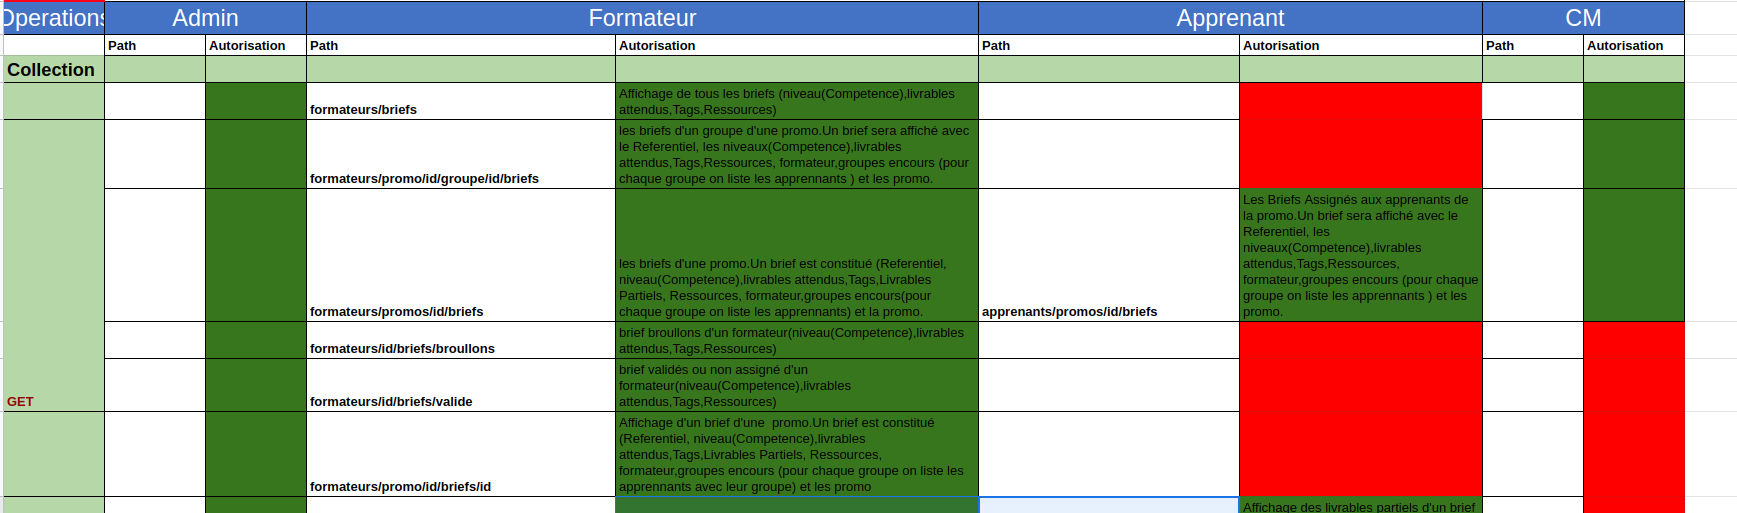 Operations Admin Formateur Apprenant CM
Path Autorisation Path Autorisation Path Autorisation Path Autorisation
Collection
formateurs/briefs
Affichage de tous les briefs (niveau(Competence),livrables
attendus,Tags,Ressources)
formateurs/promo/id/groupe/id/briefs
les briefs d'un groupe d'une promo.Un brief sera affiché avec
le Referentiel, les niveaux(Competence),livrables
attendus,Tags,Ressources, formateur,groupes encours (pour
chaque groupe on liste les apprennants ) et les promo.
formateurs/promos/id/briefs
les briefs d'une promo.Un brief est constitué (Referentiel,
niveau(Competence),livrables attendus,Tags,Livrables
Partiels, Ressources, formateur,groupes encours(pour
chaque groupe on liste les apprennants) et la promo.
apprenants/promos/id/briefs
Les Briefs Assignés aux apprenants de
la promo.Un brief sera affiché avec le
Referentiel, les
niveaux(Competence),livrables
attendus,Tags,Ressources,
formateur,groupes encours (pour chaque
groupe on liste les apprennants ) et les
promo.
formateurs/id/briefs/broullons
brief broullons d'un formateur(niveau(Competence),livrables
attendus,Tags,Ressources)
GET
formateurs/id/briefs/valide
brief validés ou non assigné d'un
formateur(niveau(Competence),livrables
attendus,Tags,Ressources)
formateurs/promo/id/briefs/id
Affichage d'un brief d'une  promo.Un brief est constitué
(Referentiel, niveau(Competence),livrables
attendus,Tags,Livrables Partiels, Ressources,
formateur,groupes encours (pour chaque groupe on liste les
apprennants avec leur groupe) et les promo
Affichage des livrables partiels d'un brief